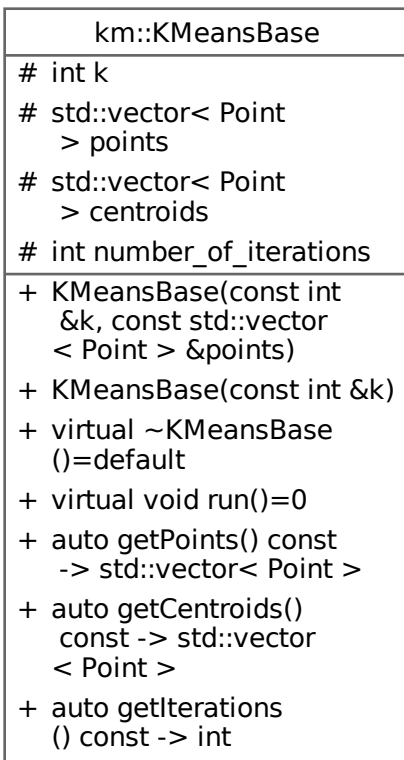 km::KMeansBase
# int k
# std::vector< Point
> points
# std::vector< Point
> centroids
# int number_of_iterations
+ KMeansBase(const int
&k, const std::vector
< Point > &points)
+ KMeansBase(const int &k)
+ virtual ~KMeansBase
()=default
+ virtual void run()=0
+ auto getPoints() const
-> std::vector< Point >
+ auto getCentroids()
const -> std::vector
< Point >
+ auto getIterations
() const -> int